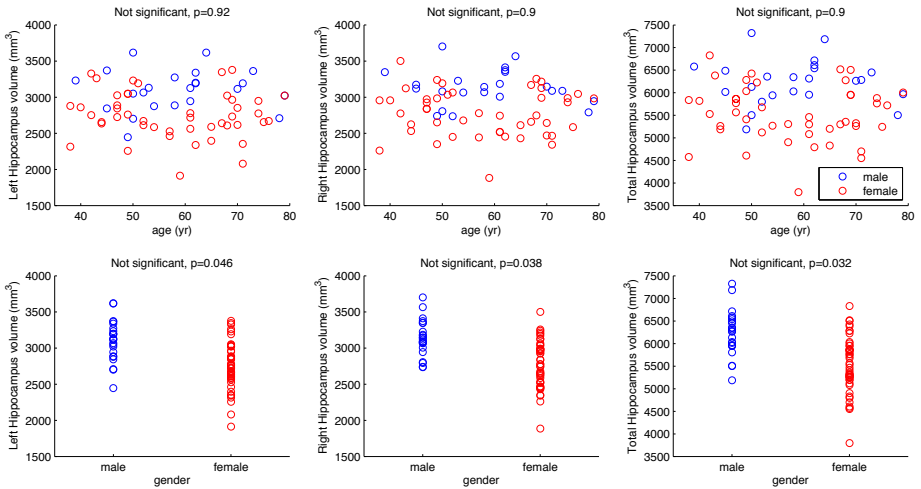 Not significant, p=0.92
Left Hippocampus volume (mm³)
4000
3500
3000
2500
2000
1500
40
50
60
70
80
age (yr)
Not significant, p=0.9
Right Hippocampus volume (mm³)
4000
3500
3000
2500
2000
1500
40
50
60
70
80
age (yr)
Not significant, p=0.9
Total Hippocampus volume (mm³)
7500
7000
6500
6000
5500
5000
4500
4000
3500
40
50
60
70
80
age (yr)
male
female
Not significant, p=0.046
Left Hippocampus volume (mm³)
4000
3500
3000
2500
2000
1500
male
female
gender
Not significant, p=0.038
Right Hippocampus volume (mm³)
4000
3500
3000
2500
2000
1500
male
female
gender
Not significant, p=0.032
Total Hippocampus volume (mm³)
7500
7000
6500
6000
5500
5000
4500
4000
3500
male
female
gender